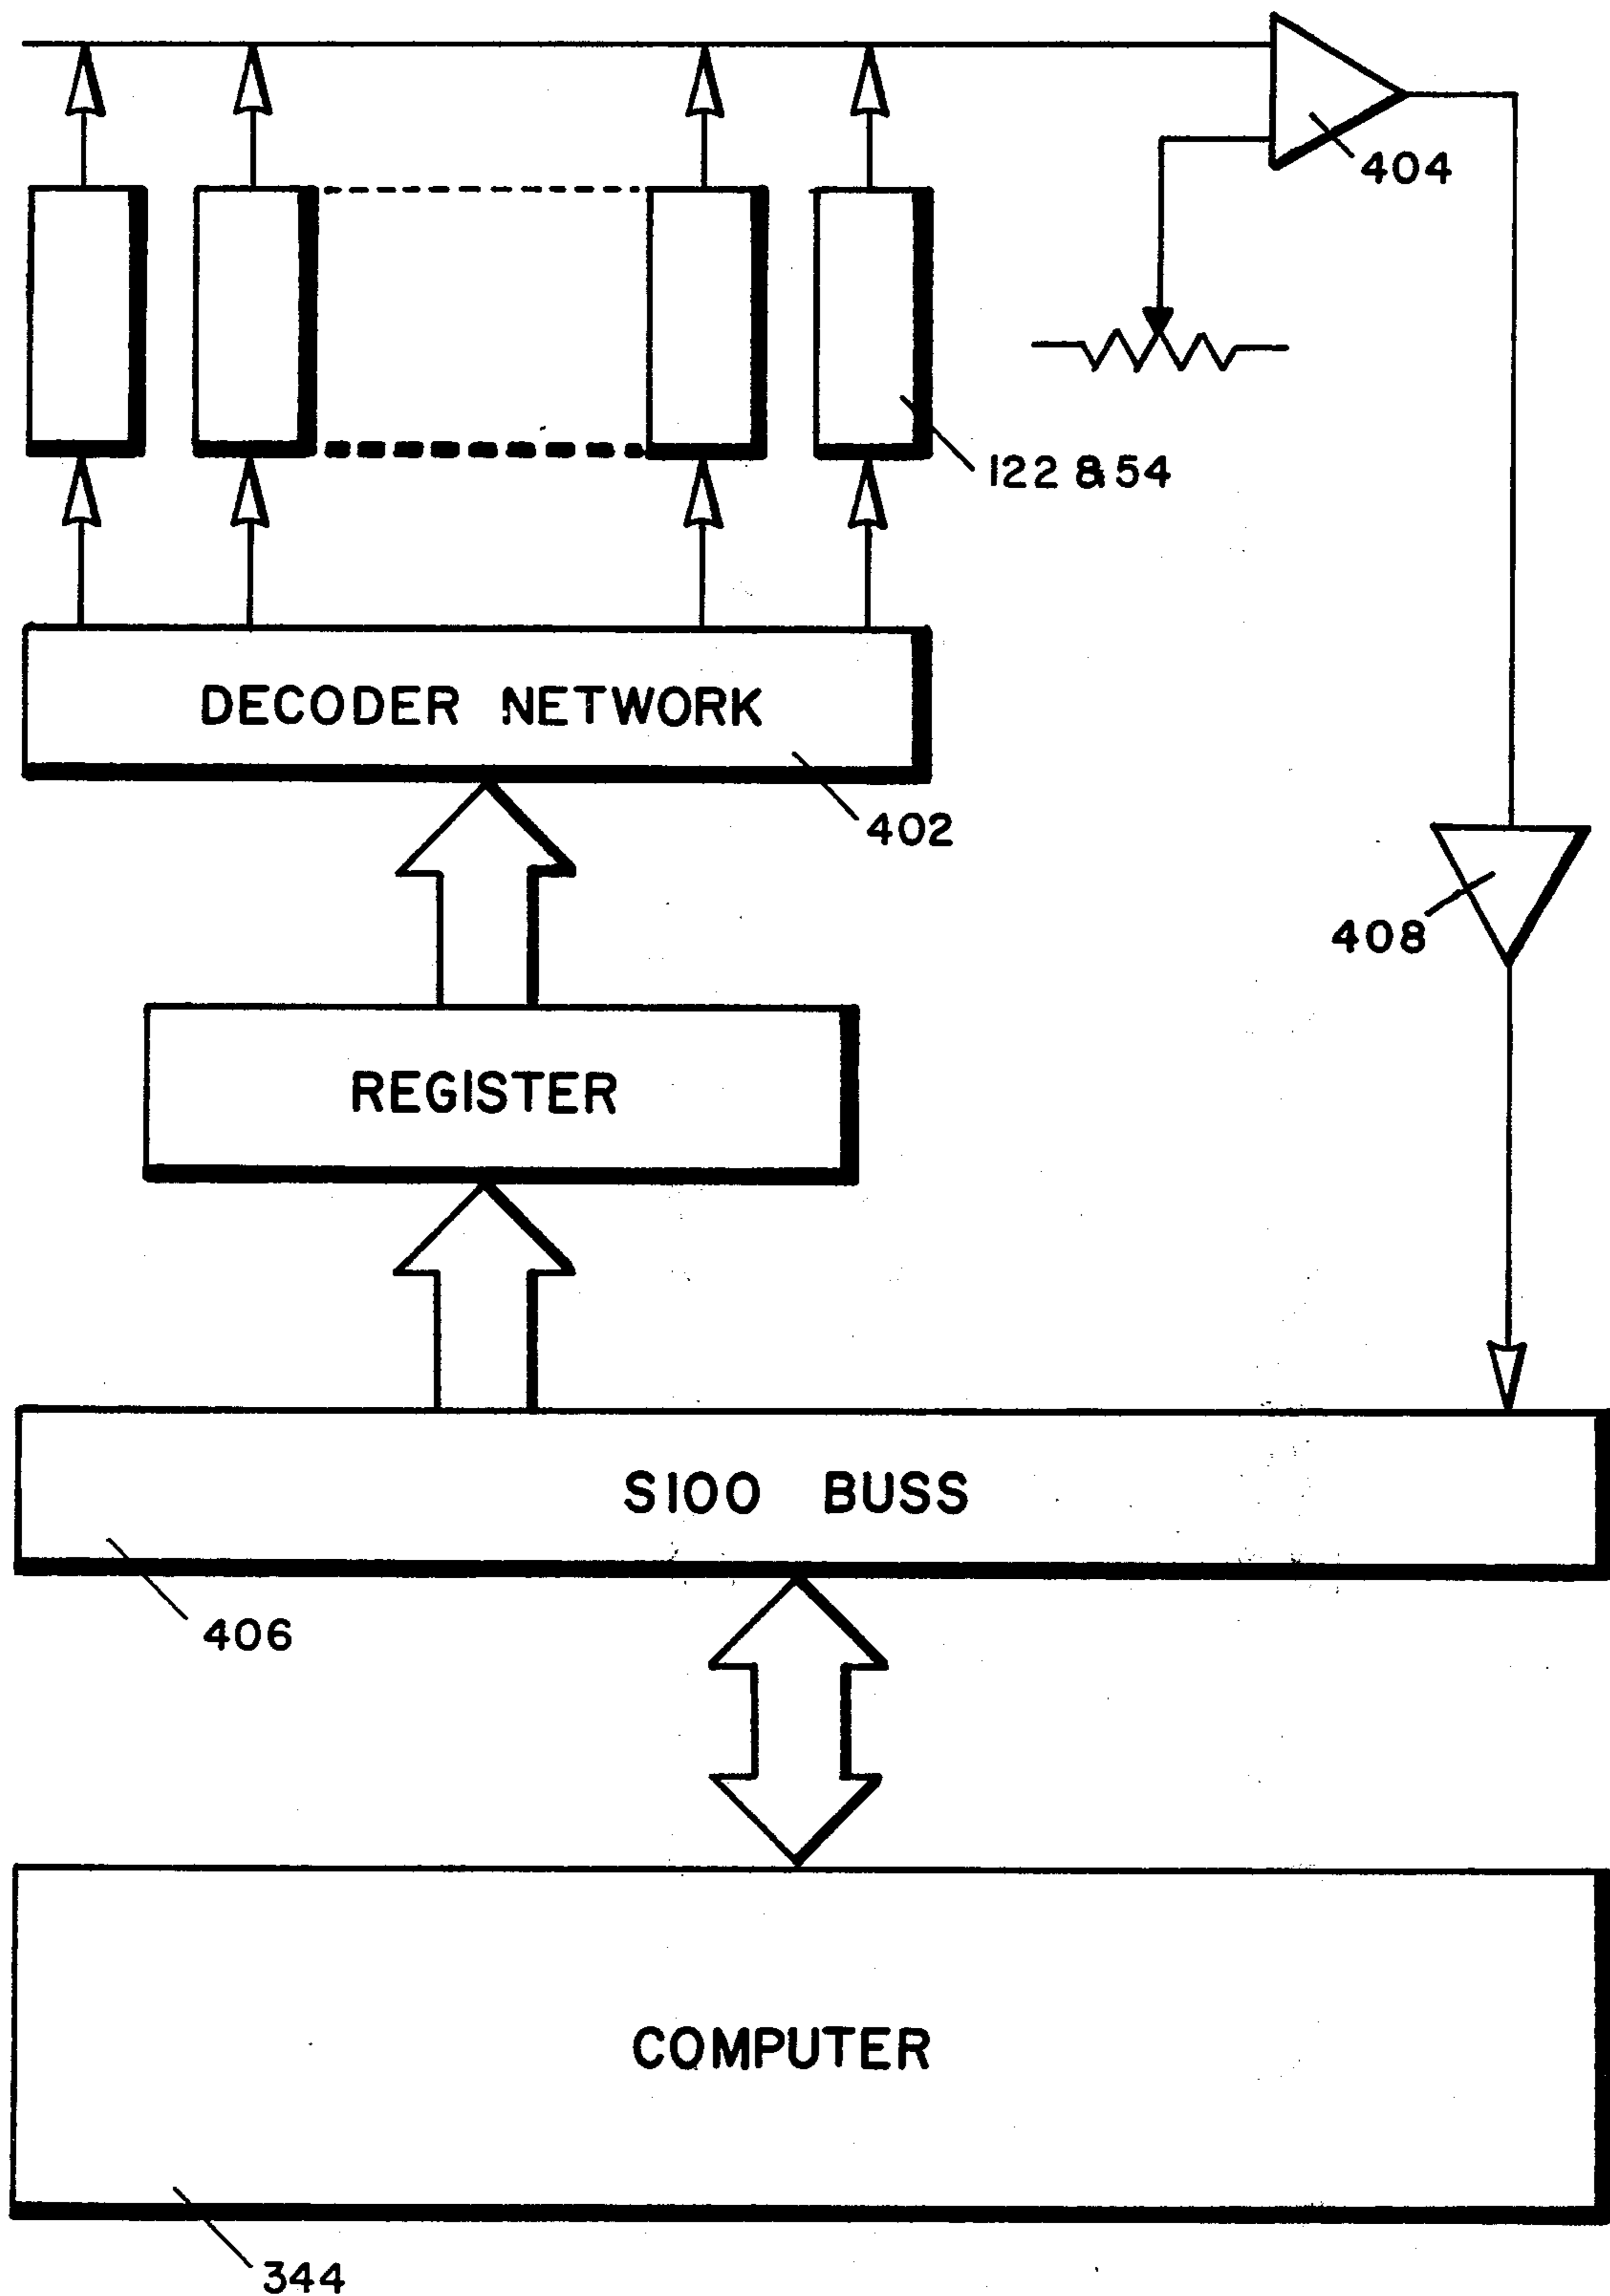 404
122 & 54
DECODER NETWORK
402
408
REGISTER
S100 BUSS
406
COMPUTER
344